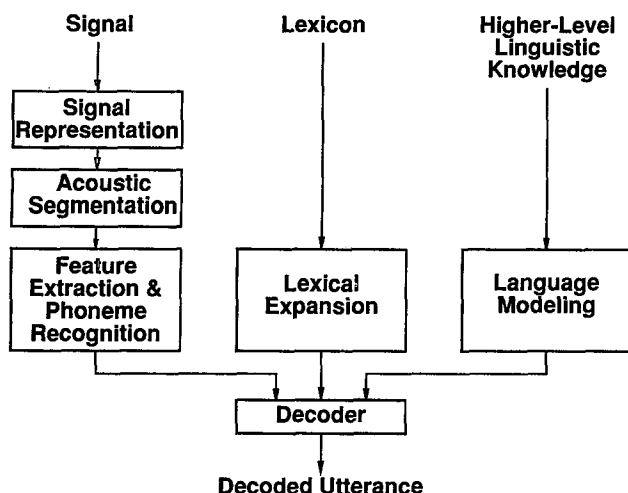 Signal
Lexicon
Higher-Level
Linguistic
Knowledge
Signal
Representation
Acoustic
Segmentation
Feature
Extraction &
Phoneme
Recognition
Lexical
Expansion
Language
Modeling
Decoder
Decoded Utterance